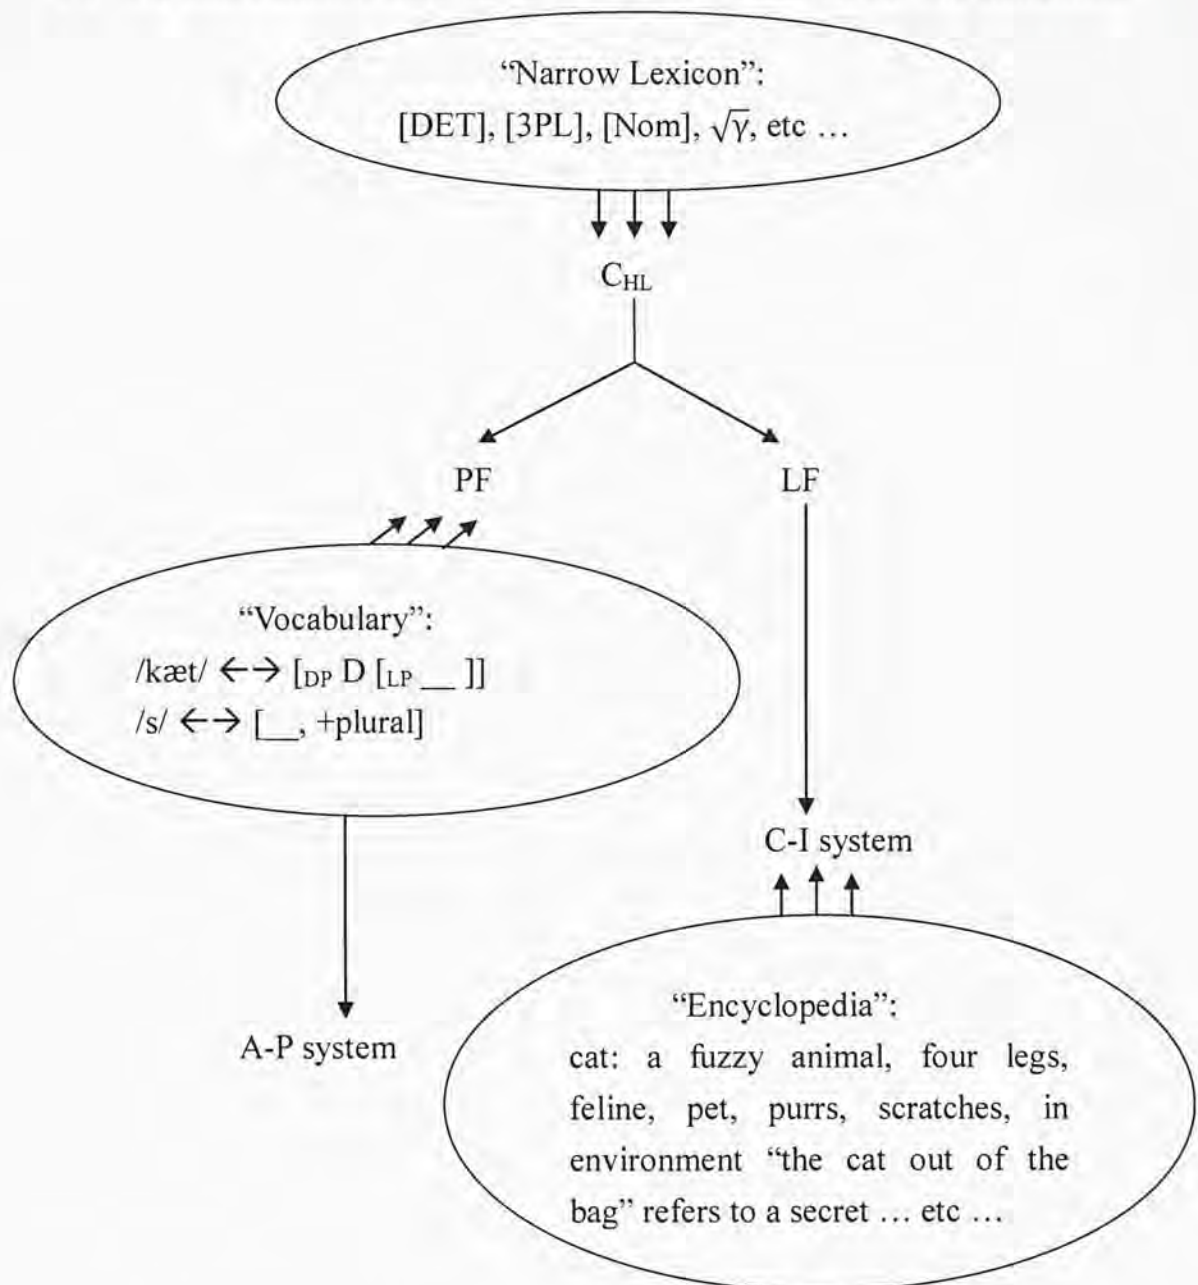 “Narrow Lexicon”:
[DET], [3PL], [Nom], √γ, etc …
C_HL
PF
LF
“Vocabulary”:
/kæt/ ←→ [DP D [LP __ ]]
/s/ ←→ [__, +plural]
C-I system
A-P system
“Encyclopedia”:
cat: a fuzzy animal, four legs,
feline, pet, purrs, scratches, in
environment “the cat out of the
bag” refers to a secret … etc …